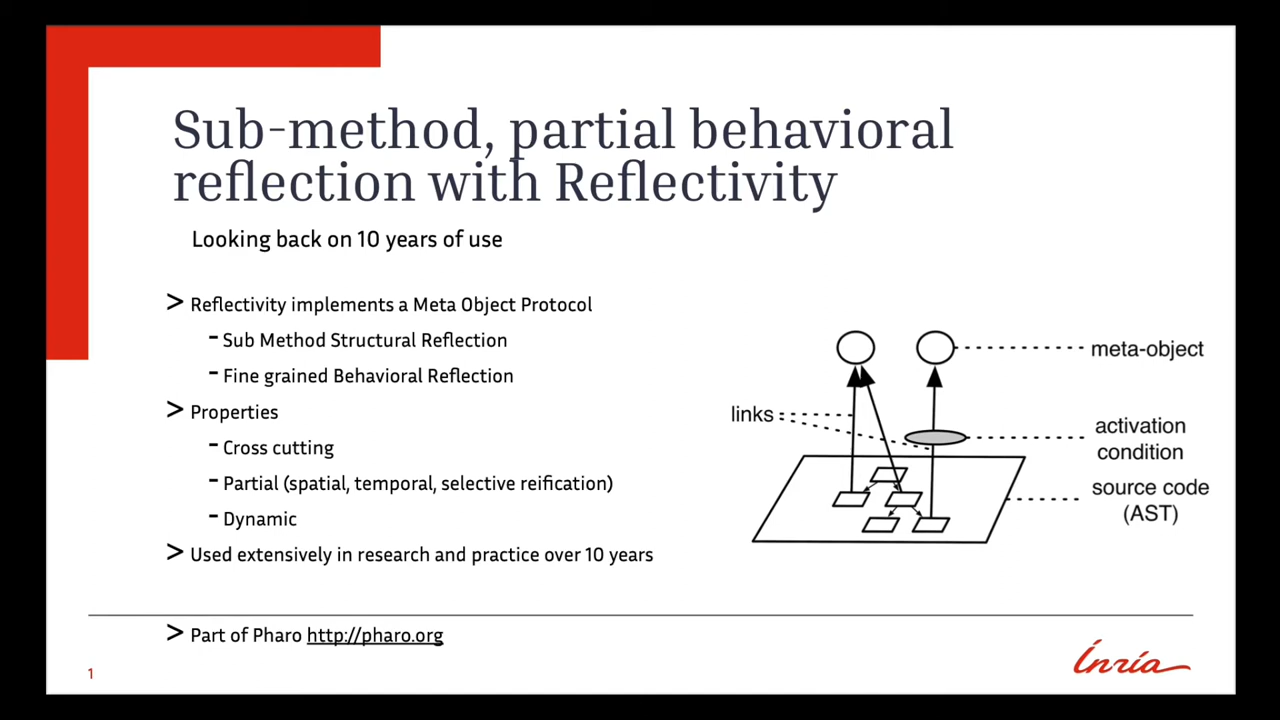 Sub-method, partial behavioral
reflection with Reflectivity
Looking back on 10 years of use
> Reflectivity implements a Meta Object Protocol
- Sub Method Structural Reflection
- Fine grained Behavioral Reflection
> Properties
- Cross cutting
- Partial (spatial, temporal, selective reification)
- Dynamic
> Used extensively in research and practice over 10 years
meta-object
links
activation
condition
source code
(AST)
> Part of Pharo http://pharo.org
1
Inria